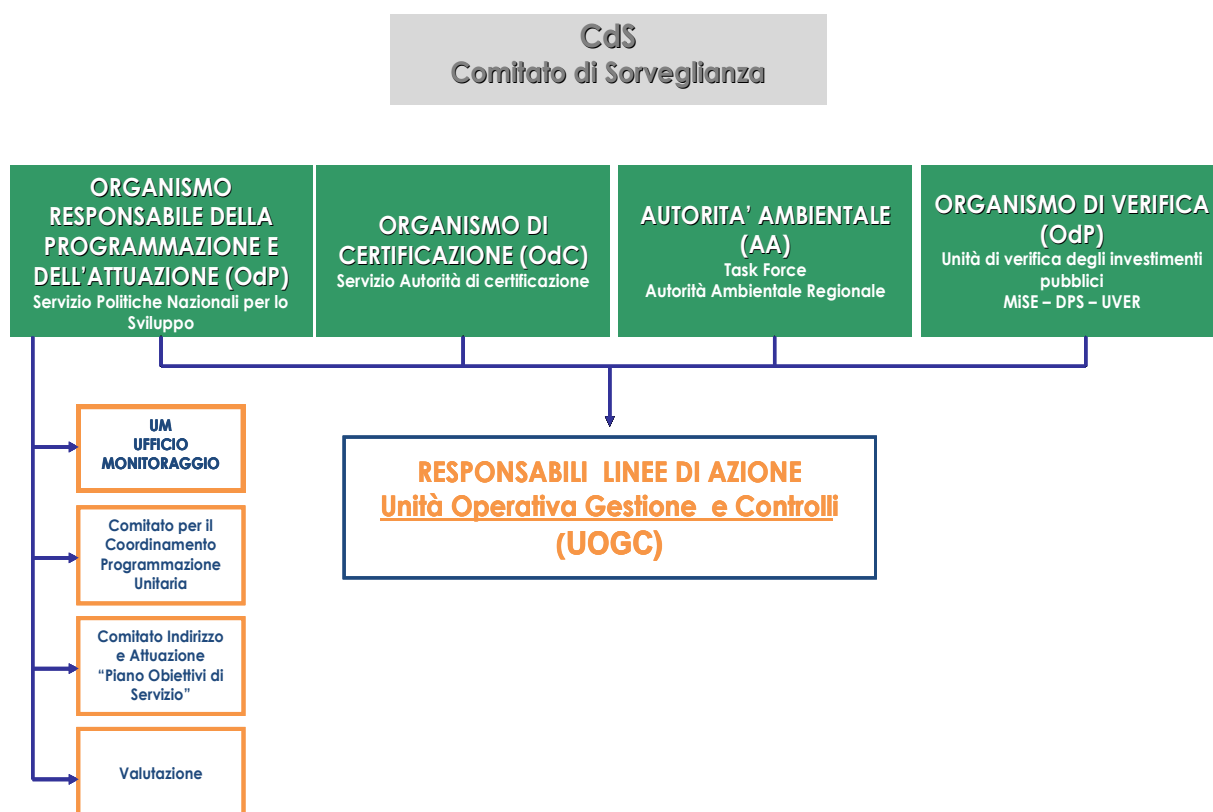 CdS
Comitato di Sorveglianza
ORGANISMO
RESPONSABILE DELLA
PROGRAMMAZIONE E
DELL’ATTUAZIONE (OdP)
Servizio Politiche Nazionali per lo
Sviluppo
ORGANISMO DI
CERTIFICAZIONE (OdC)
Servizio Autorità di certificazione
AUTORITA’ AMBIENTALE
(AA)
Task Force
Autorità Ambientale Regionale
ORGANISMO DI VERIFICA
(OdP)
Unità di verifica degli investimenti
pubblici
MiSE – DPS – UVER
UM
UFFICIO
MONITORAGGIO
Comitato per il
Coordinamento
Programmazione
Unitaria
Comitato Indirizzo
e Attuazione
“Piano Obiettivi di
Servizio”
Valutazione
RESPONSABILI LINEE DI AZIONE
Unità Operativa Gestione e Controlli
(UOGC)